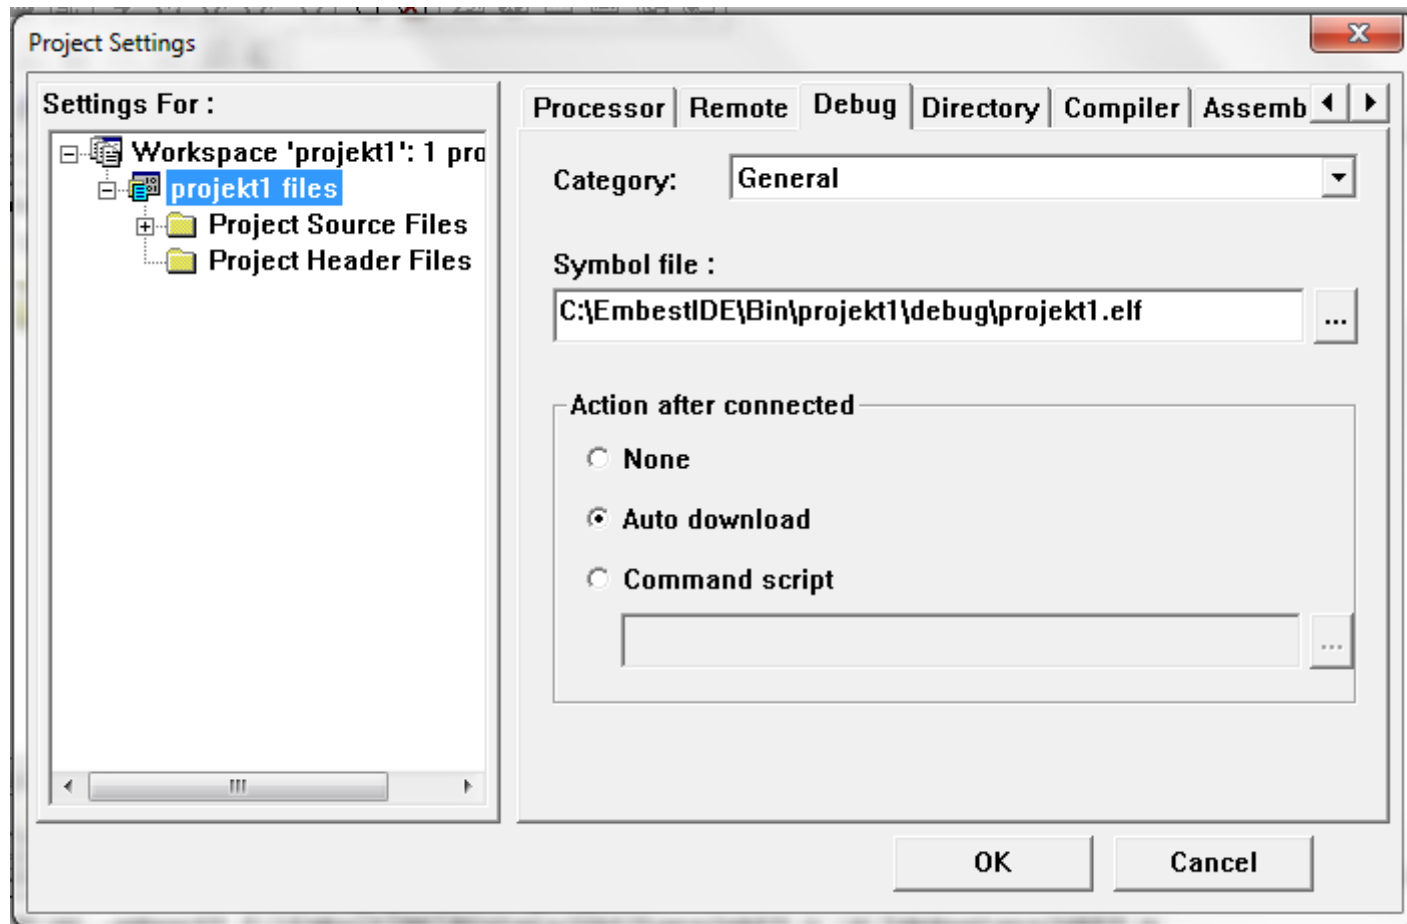 Project Settings
Settings For :
Workspace 'projekt1': 1 pro
projekt1 files
Project Source Files
Project Header Files
Processor Remote Debug Directory Compiler Assemb
Category: General
Symbol file :
C:\EmbestIDE\Bin\projekt1\debug\projekt1.elf
...
Action after connected
None
Auto download
Command script
...
OK Cancel